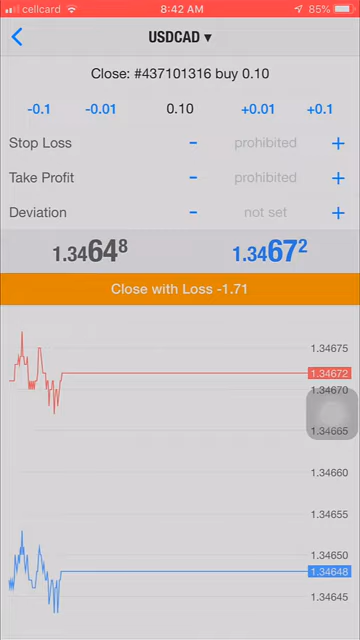 cellcard 8:42 AM 85%
USDCAD ▾
Close: #437101316 buy 0.10
-0.1 -0.01 0.10 +0.01 +0.1
Stop Loss - prohibited +
Take Profit - prohibited +
Deviation - not set +
1.34648 1.34672
Close with Loss -1.71
1.34675
1.34672
1.34670
1.34665
1.34660
1.34655
1.34650
1.34648
1.34645